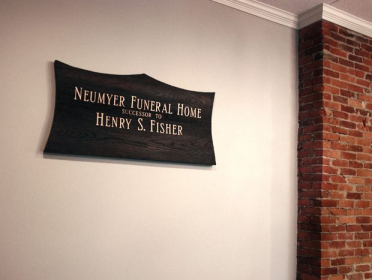 Neumyer Funeral Home
successor to
Henry S. Fisher